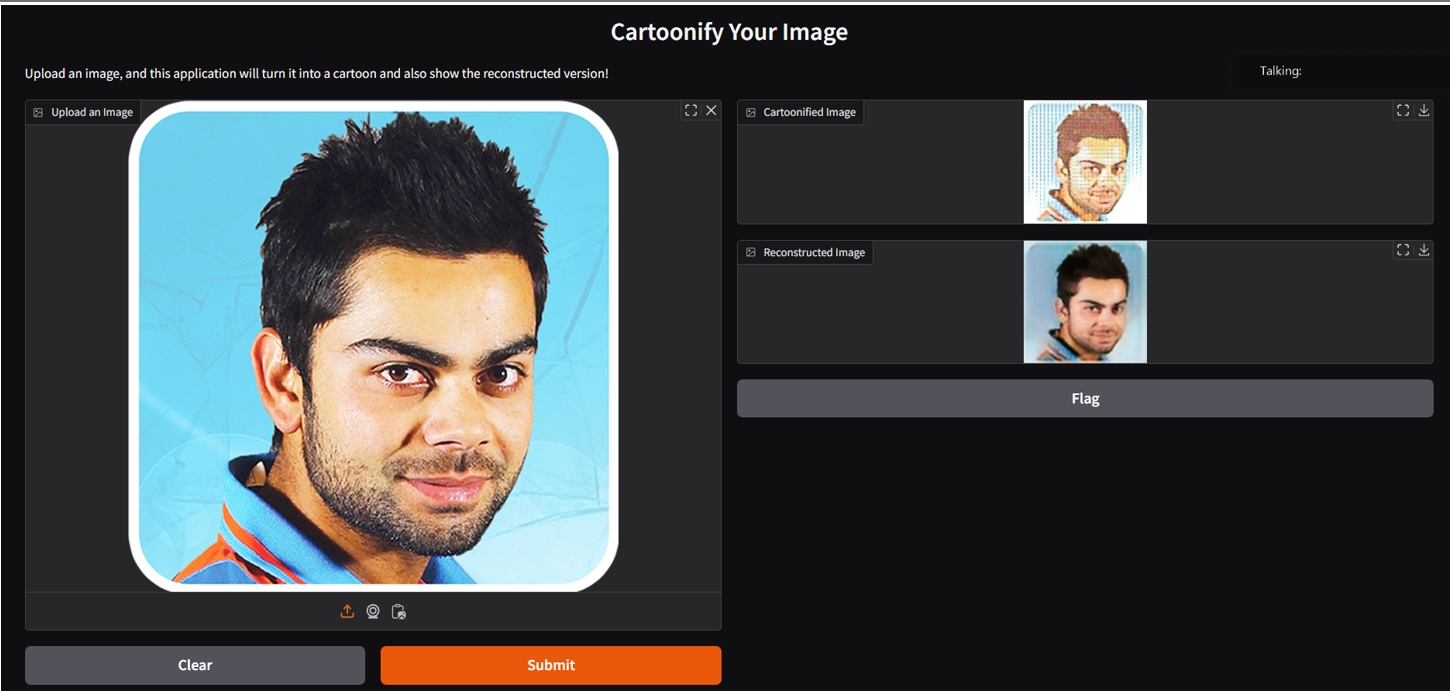 Cartoonify Your Image
Upload an image, and this application will turn it into a cartoon and also show the reconstructed version!
Talking:
Upload an Image
Cartoonified Image
Reconstructed Image
Flag
Clear
Submit